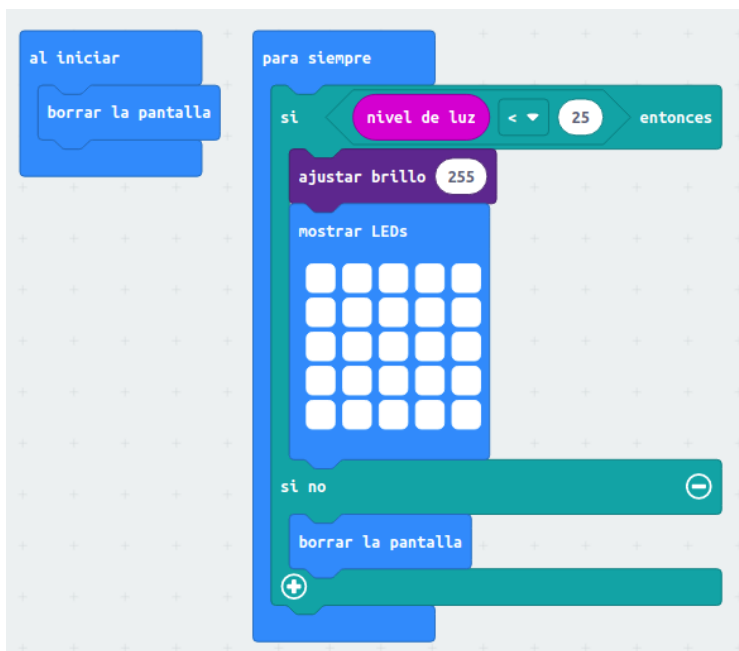 al iniciar
borrar la pantalla
para siempre
si nivel de luz < 25 entonces
ajustar brillo 255
mostrar LEDs
si no
borrar la pantalla